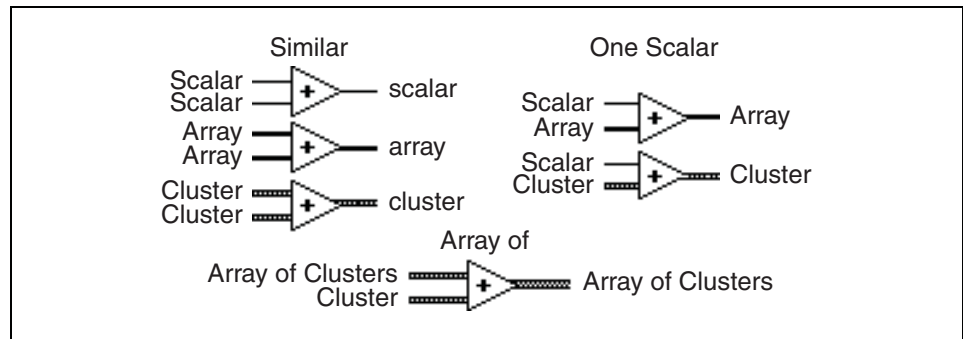 Similar
Scalar
Scalar
+
scalar
Array
Array
+
array
Cluster
Cluster
+
cluster
One Scalar
Scalar
Array
+
Array
Scalar
Cluster
+
Cluster
Array of
Array of Clusters
Cluster
+
Array of Clusters